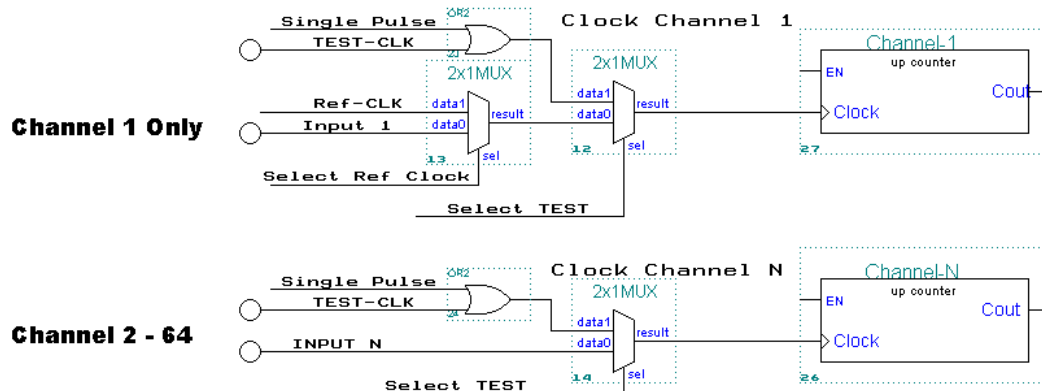 Single Pulse
OR2
Clock Channel 1
TEST-CLK
2x1MUX
2x1MUX
Channel-1
up counter
EN
Cout
Clock
27
Ref-CLK
data1
result
Input 1
data0
sel
13
data1
data0
result
sel
12
Channel 1 Only
Select Ref Clock
Select TEST
Single Pulse
OR2
Clock Channel N
TEST-CLK
24
2x1MUX
Channel-N
up counter
EN
Cout
Clock
26
Channel 2 - 64
INPUT N
data1
data0
result
sel
14
Select TEST